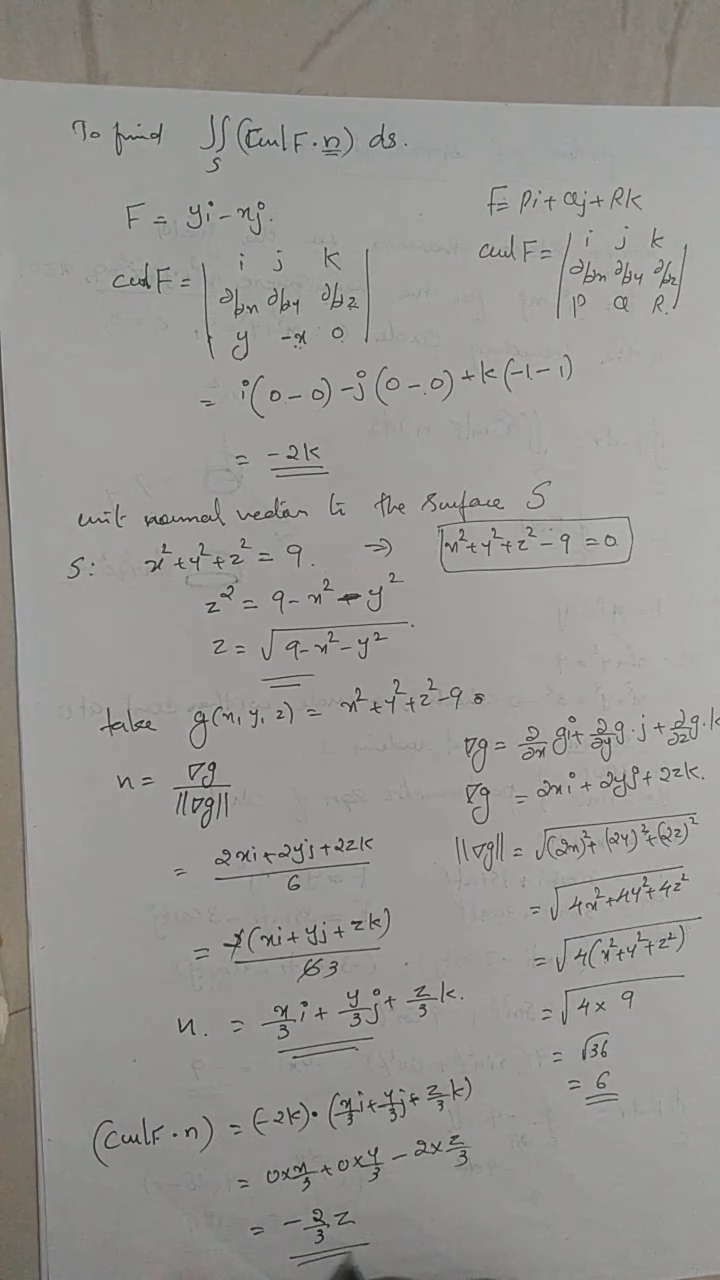 To find ∬_S (Curl F · n) ds.
F = yi - xj.
F = Pi + Qj + Rk
curl F = | i j k |
| ∂/∂x ∂/∂y ∂/∂z |
| y -x 0 |
curl F = | i j k |
| ∂/∂x ∂/∂y ∂/∂z |
| P Q R. |
= i(0-0) - j(0-0) + k(-1-1)
= -2k
unit normal vector to the surface S
S: x² + y² + z² = 9. ⇒ x² + y² + z² - 9 = 0
z² = 9 - x² - y²
z = √(9 - x² - y²).
take g(x, y, z) = x² + y² + z² - 9
n = ∇g / ||∇g||
= (2xi + 2yj + 2zk) / 6
= 2(xi + yj + zk) / 6 3
n. = x/3 i + y/3 j + z/3 k.
∇g = ∂/∂x g i + ∂/∂y g · j + ∂/∂z g · k
∇g = 2xi + 2yj + 2zk.
||∇g|| = √((2x)² + (2y)² + (2z)²)
= √(4x² + 4y² + 4z²)
= √(4(x² + y² + z²))
= √(4 × 9)
= √36
= 6
(Curl F · n) = (-2k) · (x/3 i + y/3 j + z/3 k)
= 0 × x/3 + 0 × y/3 - 2 × z/3
= -2/3 z